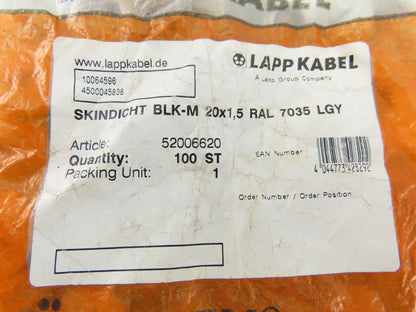 KABEL
www.lappkabel.de
LAPP KABEL
A Lapp Group Company
10064596
4500045838
SKINDICHT BLK-M 20x1,5 RAL 7035 LGY
Article: 52006620
Quantity: 100 ST
Packing Unit: 1
EAN Number
Order Number / Order Position